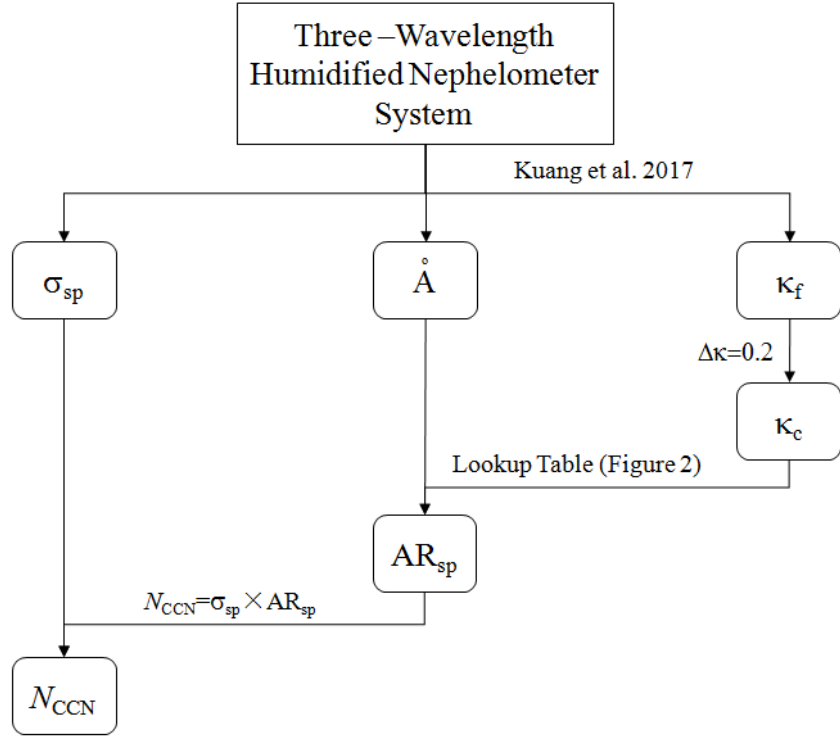 Three –Wavelength
Humidified Nephelometer
System
Kuang et al. 2017
σsp
Å
κf
Δκ=0.2
κc
Lookup Table (Figure 2)
ARsp
NCCN=σsp×ARsp
NCCN